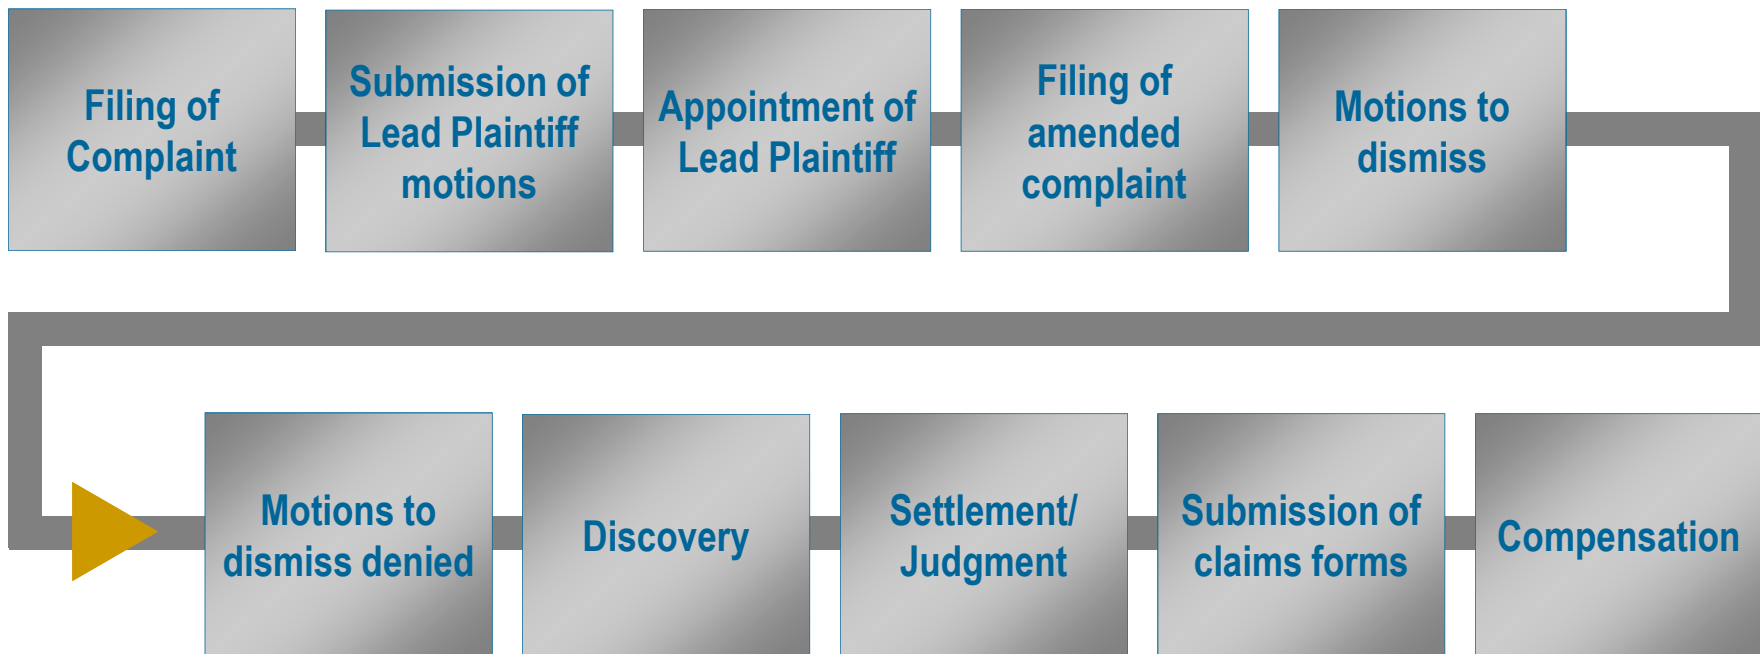 Filing of
Complaint
Submission of
Lead Plaintiff
motions
Appointment of
Lead Plaintiff
Filing of
amended
complaint
Motions to
dismiss
Motions to
dismiss denied
Discovery
Settlement/
Judgment
Submission of
claims forms
Compensation